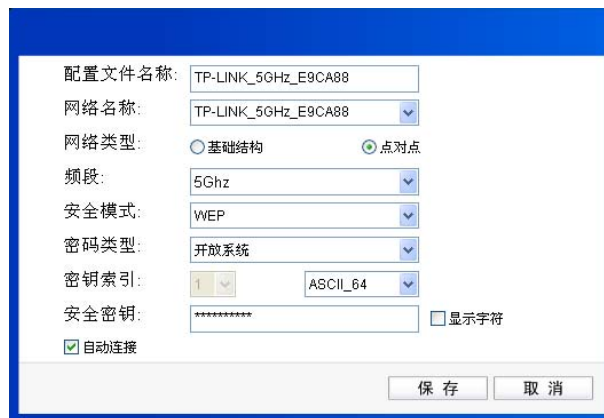 配置文件名称: TP-LINK_5GHz_E9CA88
网络名称: TP-LINK_5GHz_E9CA88
网络类型: 基础结构 点对点
频段: 5Ghz
安全模式: WEP
密码类型: 开放系统
密钥索引: 1 ASCII_64
安全密钥: ********** 显示字符
自动连接
保存 取消